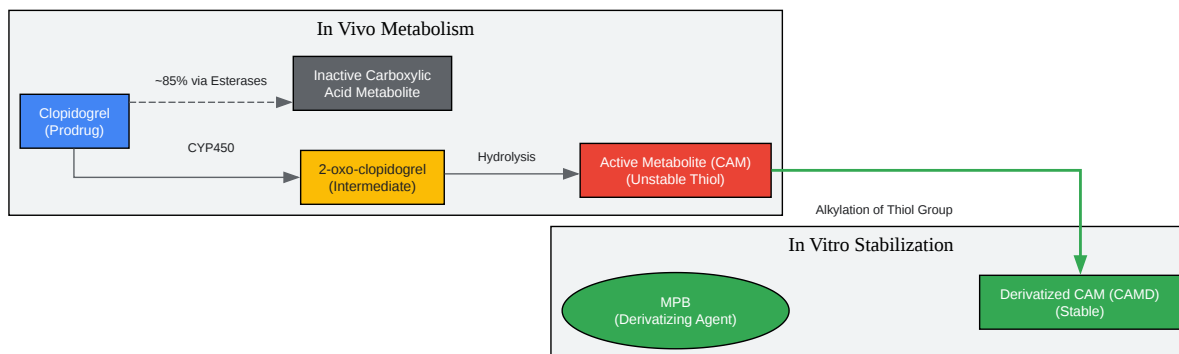 In Vivo Metabolism
~85% via Esterases
Inactive Carboxylic
Acid Metabolite
Clopidogrel
(Prodrug)
CYP450
2-oxo-clopidogrel
(Intermediate)
Hydrolysis
Active Metabolite (CAM)
(Unstable Thiol)
Alkylation of Thiol Group
In Vitro Stabilization
MPB
(Derivatizing Agent)
Derivatized CAM (CAMD)
(Stable)